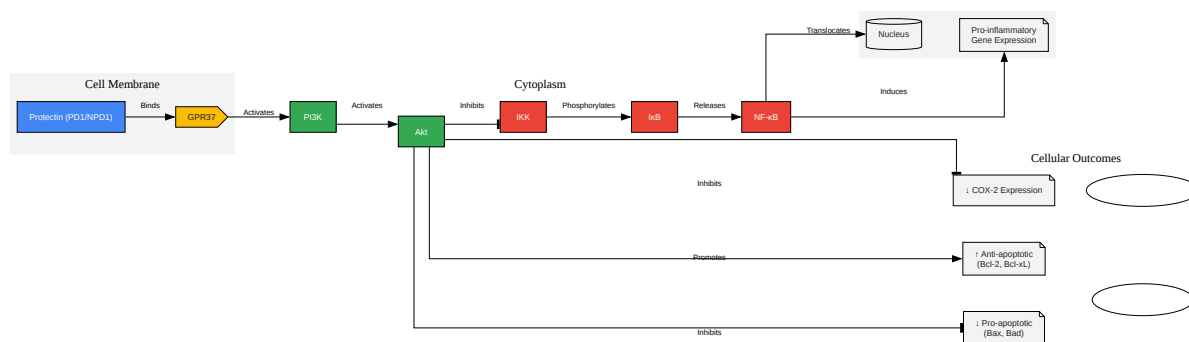 Translocates
Nucleus
Pro-inflammatory
Gene Expression
Cell Membrane
Cytoplasm
Protectin (PD1/NPD1)
Binds
GPR37
Activates
PI3K
Activates
Akt
Inhibits
IKK
Phosphorylates
IκB
Releases
NF-κB
Induces
Cellular Outcomes
Inhibits
↓ COX-2 Expression
Promotes
↑ Anti-apoptotic
(Bcl-2, Bcl-xL)
Inhibits
↓ Pro-apoptotic
(Bax, Bad)